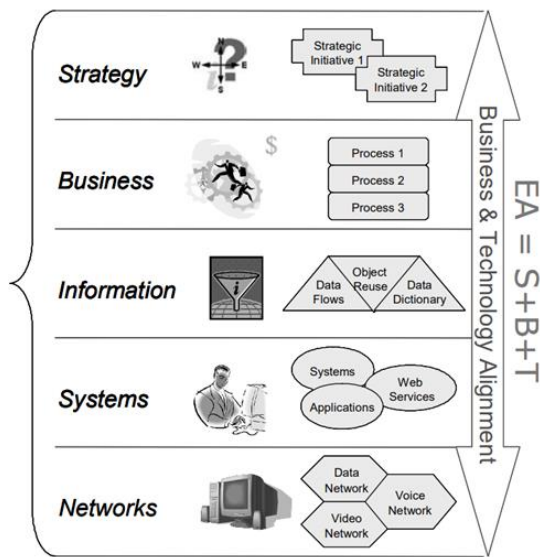 Strategy
N
W E
S
i?
Strategic
Initiative 1
Strategic
Initiative 2
Business
$
Process 1
Process 2
Process 3
Information
i
Data
Flows
Object
Reuse
Data
Dictionary
Systems
Systems
Applications
Web
Services
Networks
Data
Network
Video
Network
Voice
Network
Business & Technology Alignment
EA = S+B+T